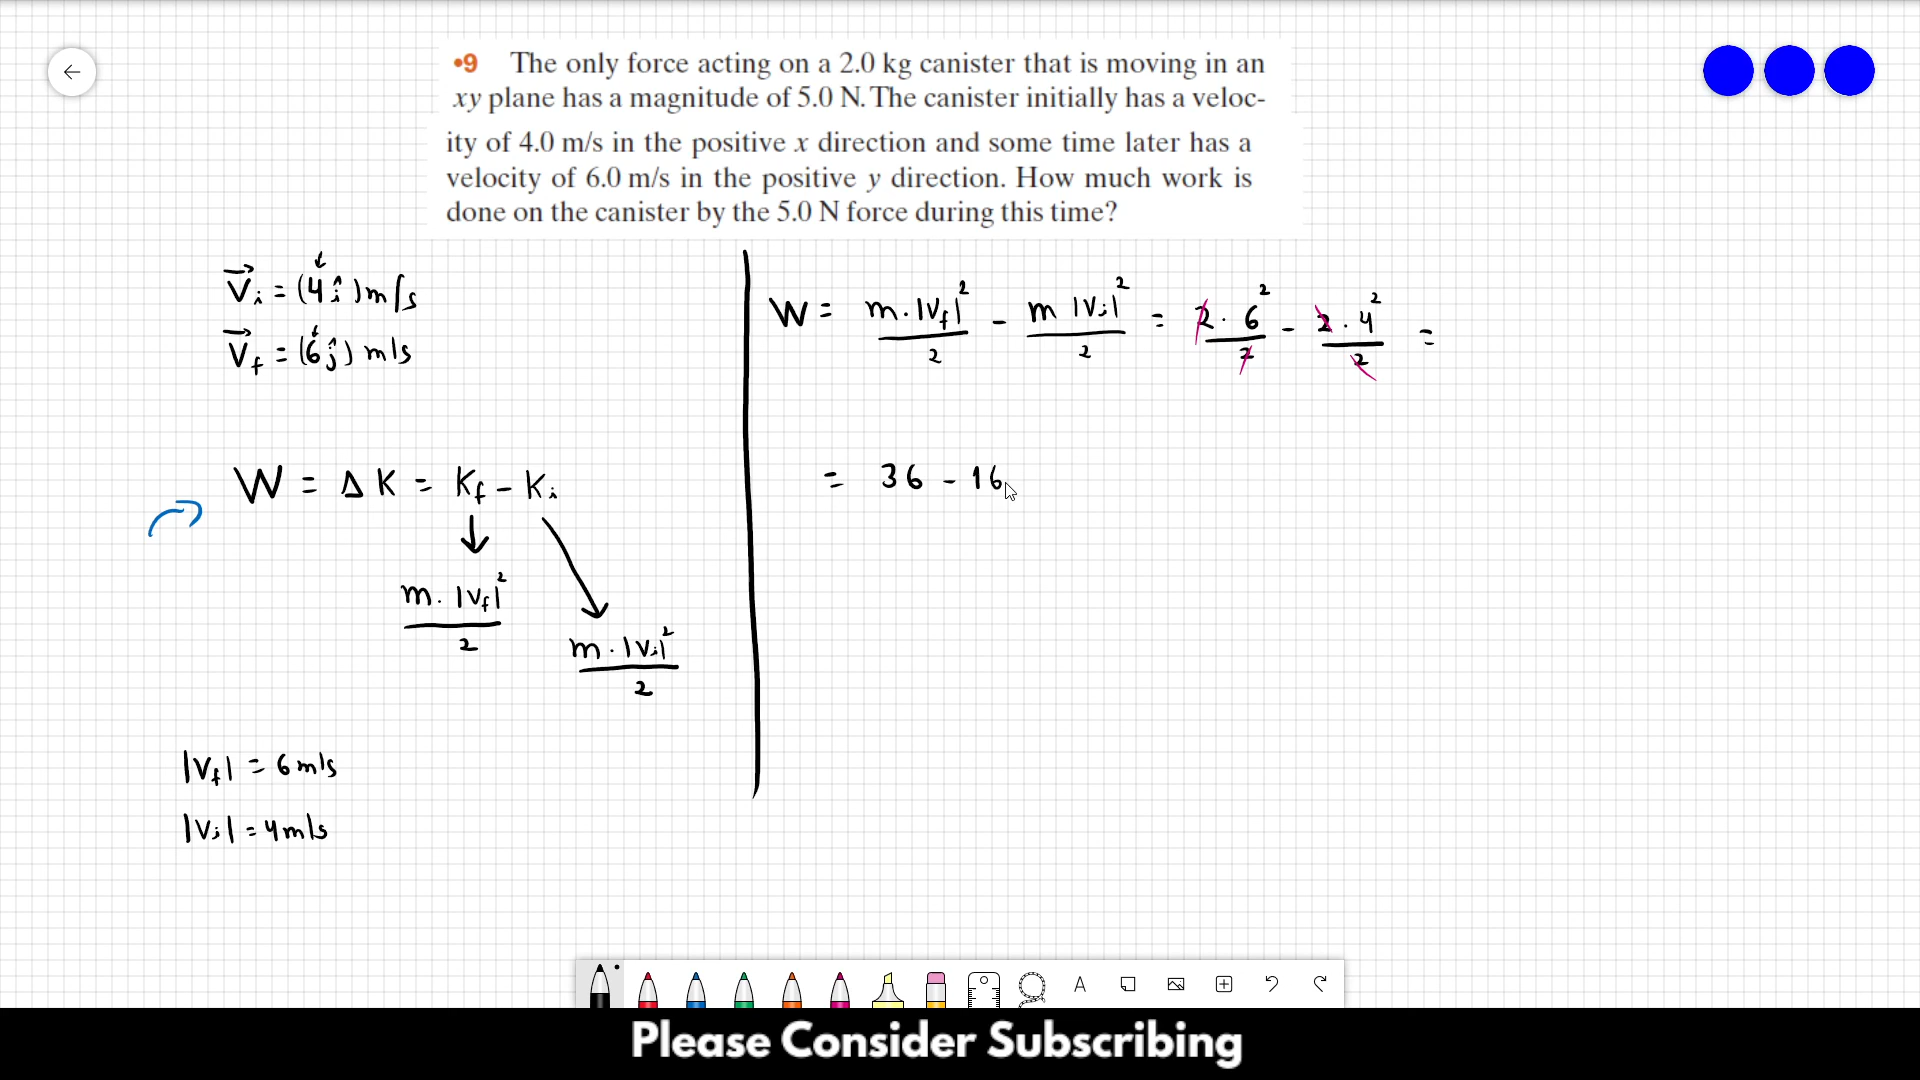 •9 The only force acting on a 2.0 kg canister that is moving in an
xy plane has a magnitude of 5.0 N. The canister initially has a veloc-
ity of 4.0 m/s in the positive x direction and some time later has a
velocity of 6.0 m/s in the positive y direction. How much work is
done on the canister by the 5.0 N force during this time?
V⃗i = (4î) m/s
V⃗f = (6ĵ) m/s
W = Δ K = Kf - Ki
m. |Vf|²
2
m . |Vi|²
2
|Vf| = 6 m/s
|Vi| = 4 m/s
W = m . |Vf|² / 2 - m |Vi|² / 2 = 2 . 6² / 2 - 2 . 4² / 2 =
= 36 - 16
A
Please Consider Subscribing